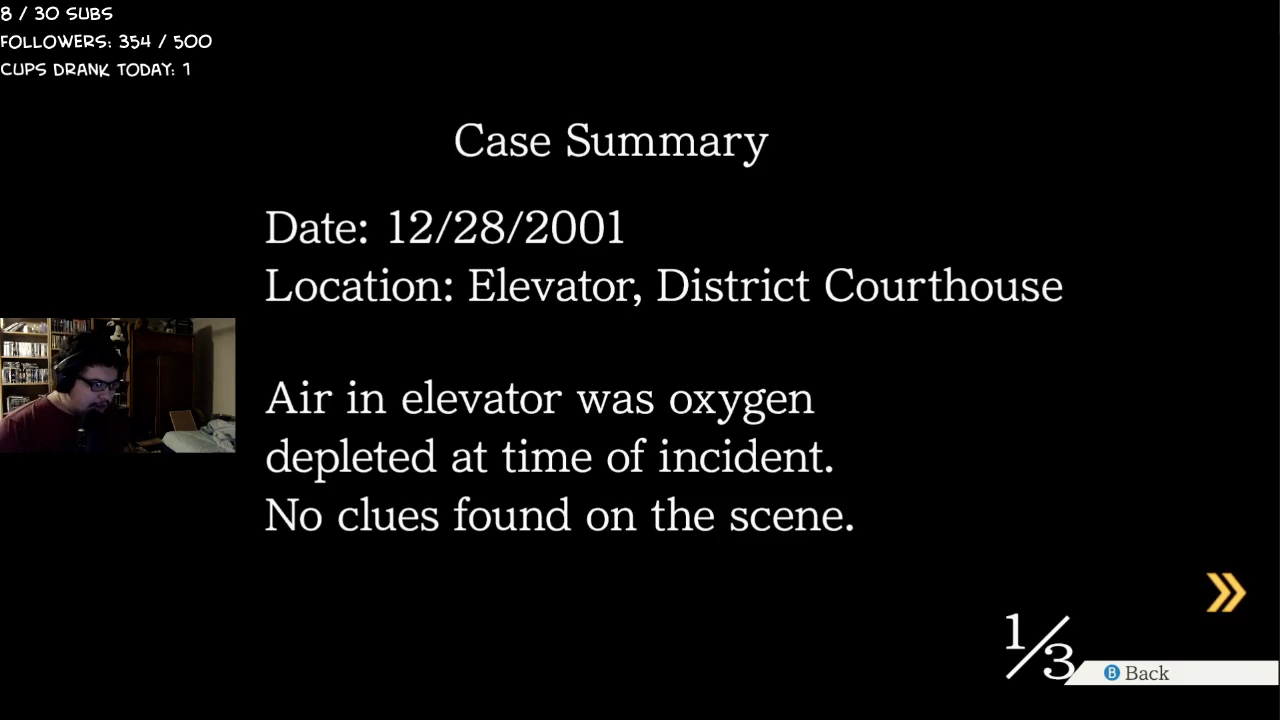 8 / 30 SUBS
FOLLOWERS: 354 / 500
CUPS DRANK TODAY: 1
Case Summary
Date: 12/28/2001
Location: Elevator, District Courthouse
Air in elevator was oxygen
depleted at time of incident.
No clues found on the scene.
1/3
B Back